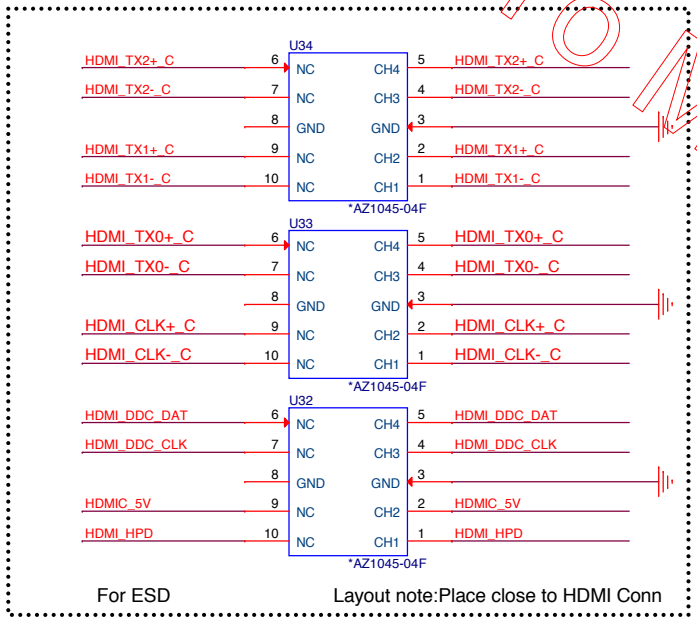 U34
HDMI_TX2+_C 6 NC CH4 5 HDMI_TX2+_C
HDMI_TX2-_C 7 NC CH3 4 HDMI_TX2-_C
8 GND GND 3
HDMI_TX1+_C 9 NC CH2 2 HDMI_TX1+_C
HDMI_TX1-_C 10 NC CH1 1 HDMI_TX1-_C
*AZ1045-04F
U33
HDMI_TX0+_C 6 NC CH4 5 HDMI_TX0+_C
HDMI_TX0-_C 7 NC CH3 4 HDMI_TX0-_C
8 GND GND 3
HDMI_CLK+_C 9 NC CH2 2 HDMI_CLK+_C
HDMI_CLK-_C 10 NC CH1 1 HDMI_CLK-_C
*AZ1045-04F
U32
HDMI_DDC_DAT 6 NC CH4 5 HDMI_DDC_DAT
HDMI_DDC_CLK 7 NC CH3 4 HDMI_DDC_CLK
8 GND GND 3
HDMIC_5V 9 NC CH2 2 HDMIC_5V
HDMI_HPD 10 NC CH1 1 HDMI_HPD
*AZ1045-04F
For ESD Layout note:Place close to HDMI Conn